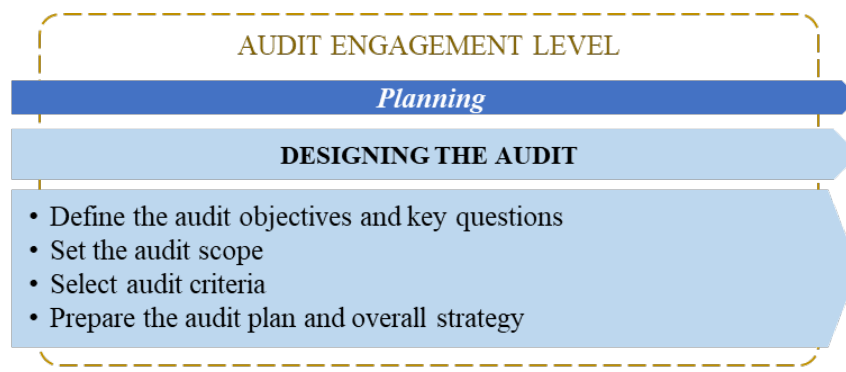 AUDIT ENGAGEMENT LEVEL
Planning
DESIGNING THE AUDIT
• Define the audit objectives and key questions
• Set the audit scope
• Select audit criteria
• Prepare the audit plan and overall strategy